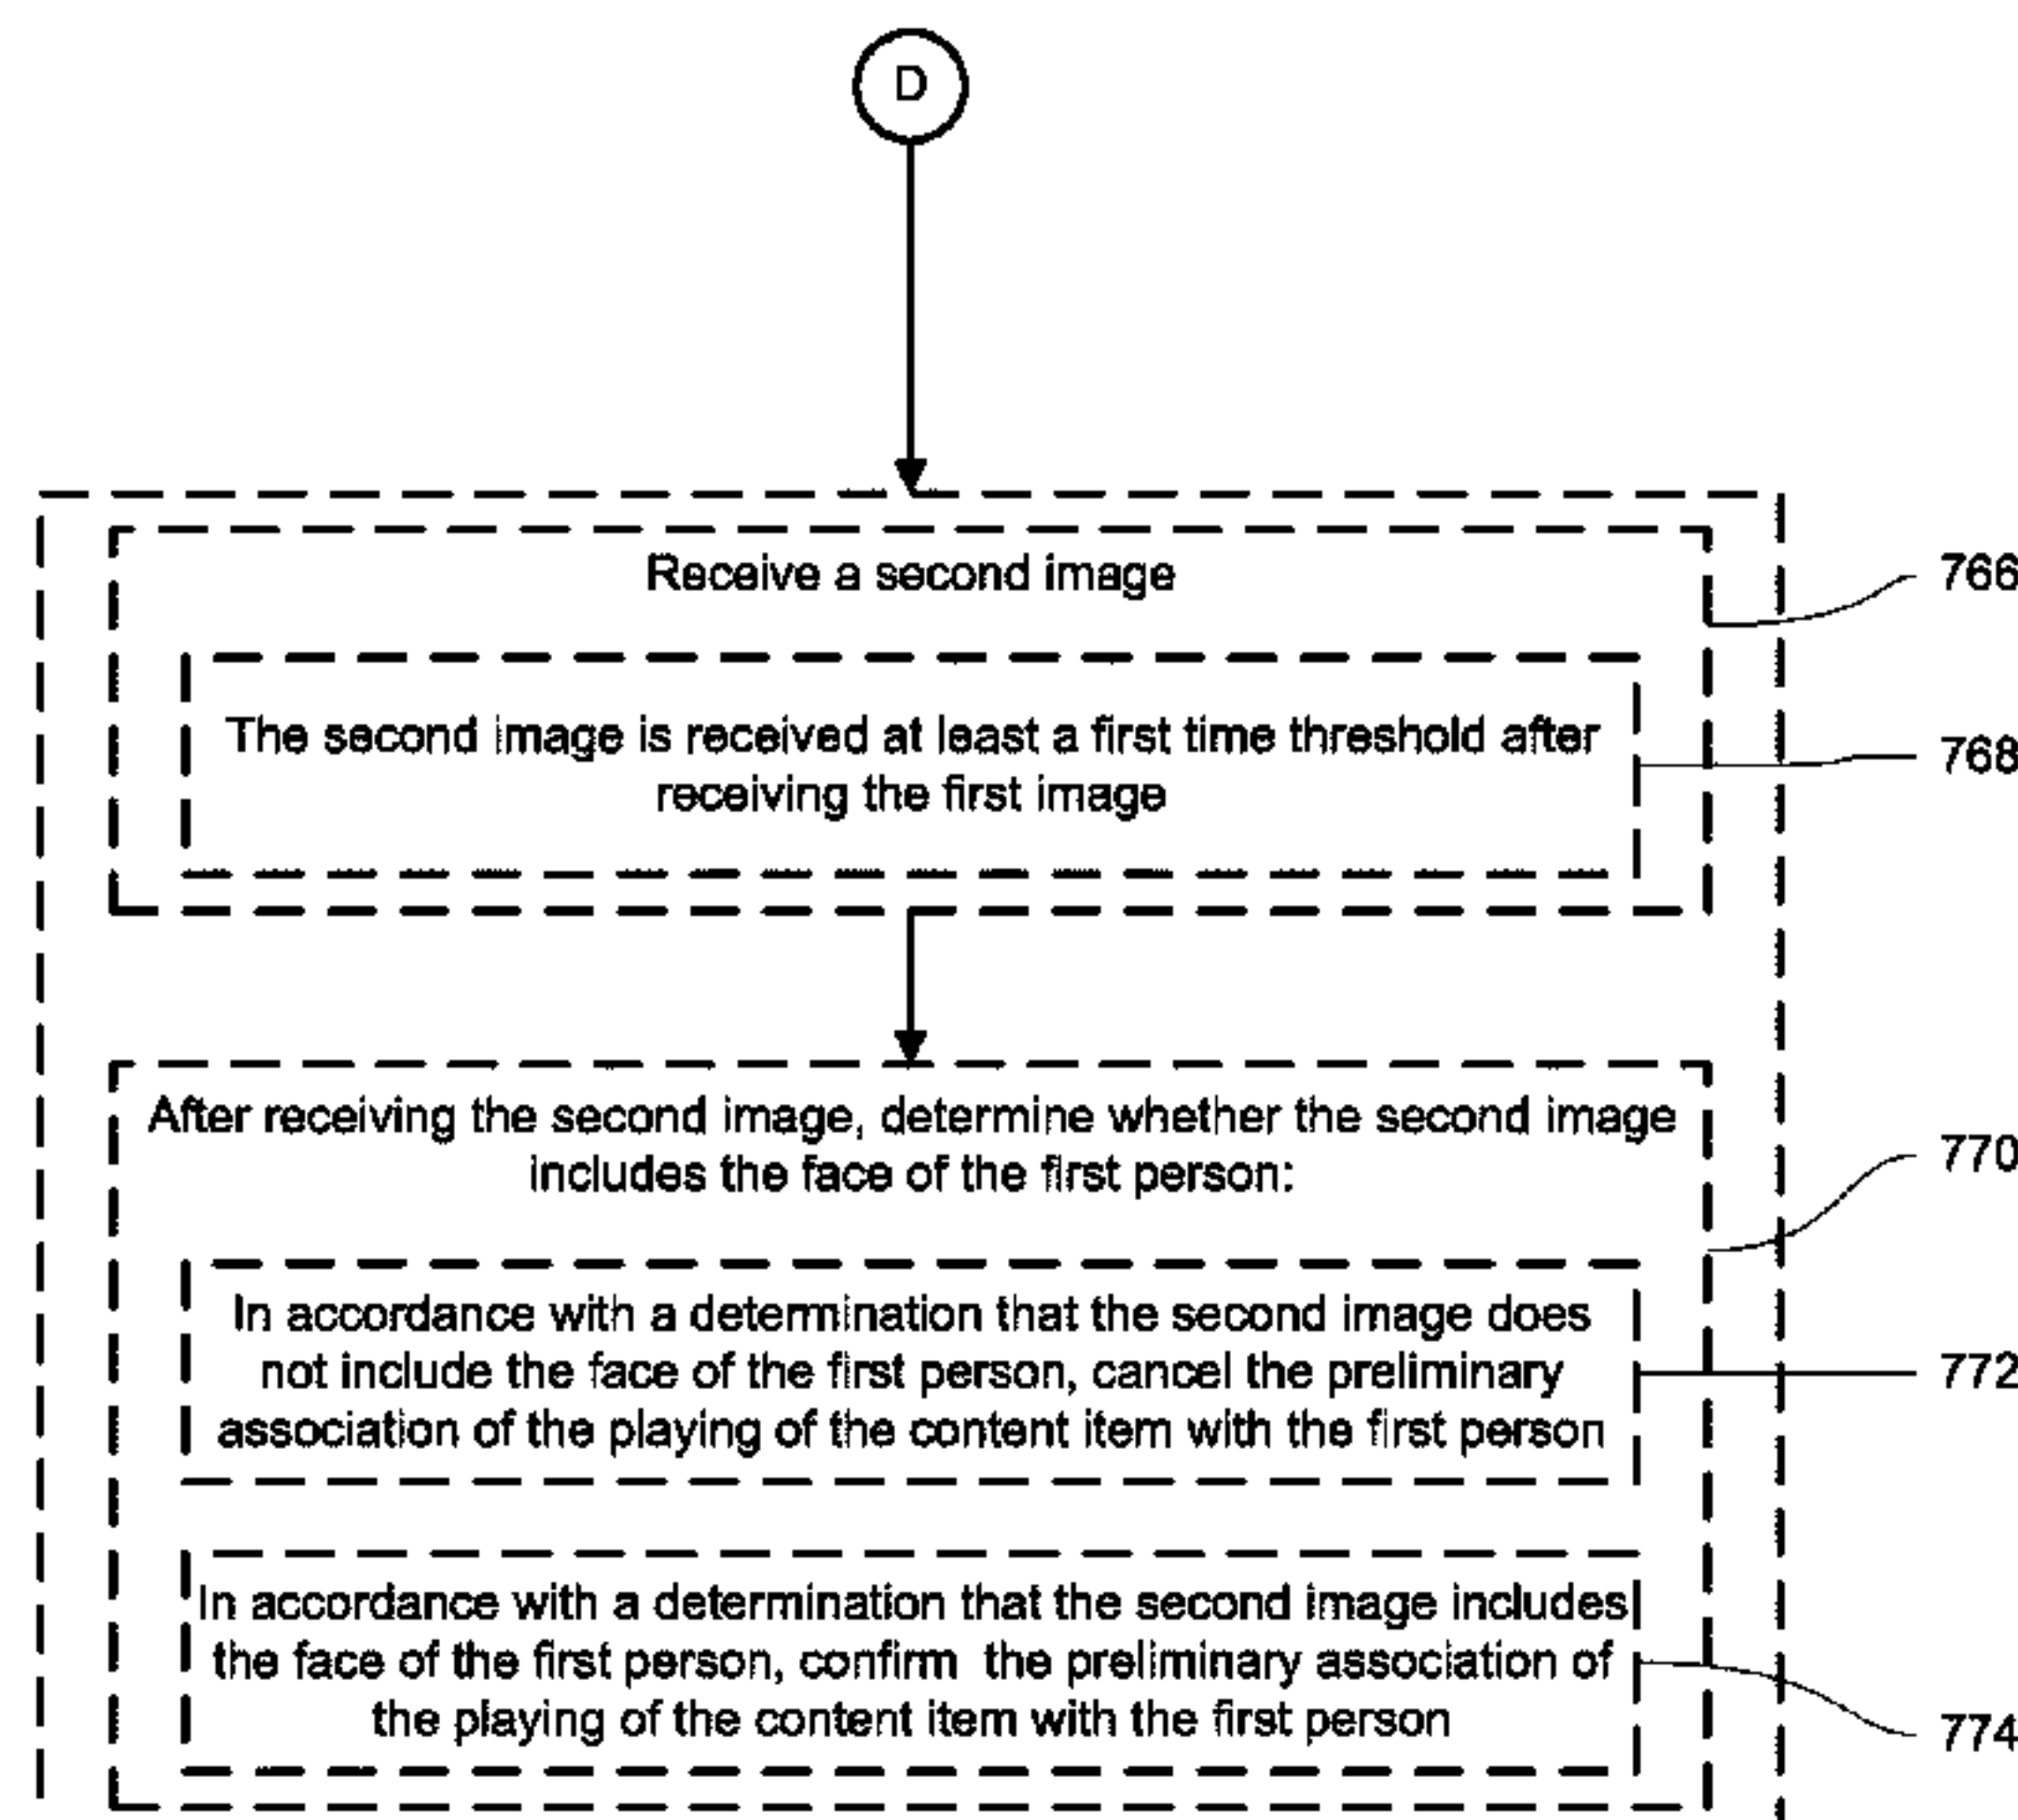 D
Receive a second image
766
The second image is received at least a first time threshold after
receiving the first image
768
After receiving the second image, determine whether the second image
includes the face of the first person:
770
In accordance with a determination that the second image does
not include the face of the first person, cancel the preliminary
association of the playing of the content item with the first person
772
In accordance with a determination that the second image includes
the face of the first person, confirm the preliminary association of
the playing of the content item with the first person
774